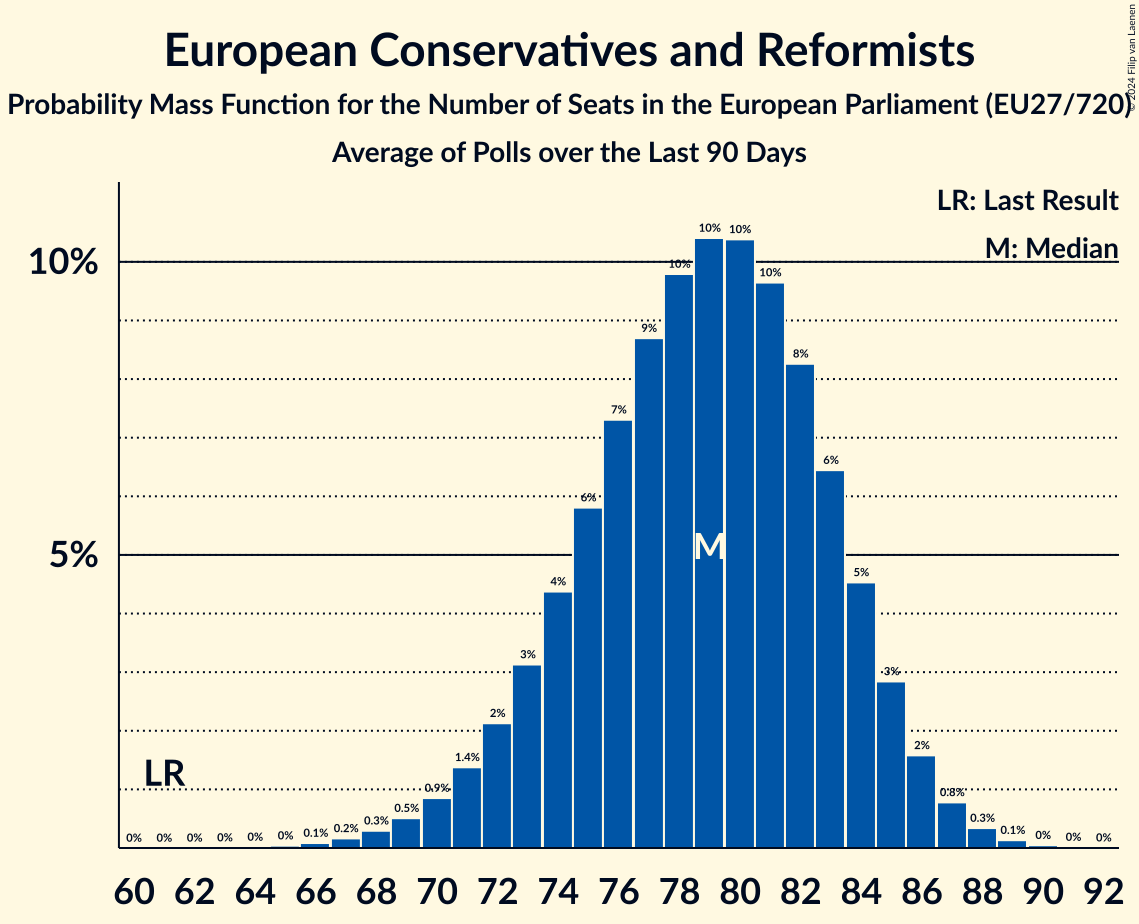 European Conservatives and Reformists
Probability Mass Function for the Number of Seats in the European Parliament (EU27/720)
Average of Polls over the Last 90 Days
© 2024 Filip van Laenen
LR: Last Result
M: Median
10%
5%
LR
M
0% 0% 0% 0% 0% 0% 0.1% 0.2% 0.3% 0.5% 0.9% 1.4% 2% 3% 4% 6% 7% 9% 10% 10% 10% 10% 8% 6% 5% 3% 2% 0.8% 0.3% 0.1% 0% 0% 0%
60 62 64 66 68 70 72 74 76 78 80 82 84 86 88 90 92